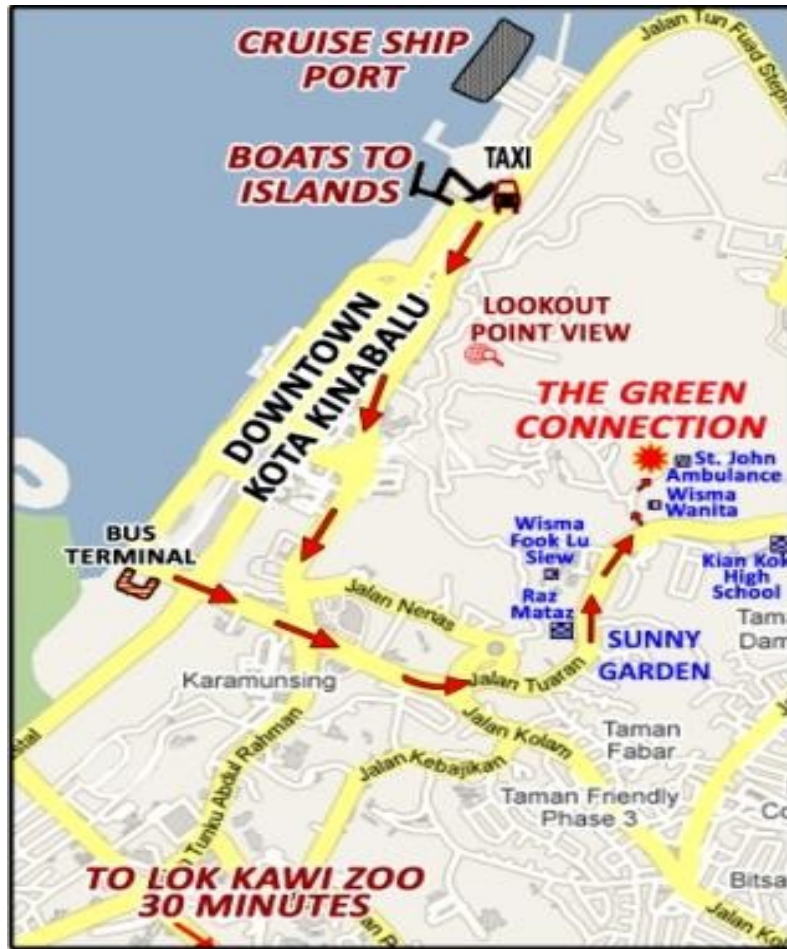 CRUISE SHIP
PORT
Jalan Tun Fuad Steph
BOATS TO
ISLANDS
TAXI
LOOKOUT
POINT VIEW
DOWNTOWN
KOTA KINABALU
THE GREEN
CONNECTION
St. John
Ambulance
Wisma
Wanita
BUS
TERMINAL
Wisma
Fook Lu
Siew
Kian Kok
High
School
Raz
Mataz
Jalan Nenas
Tama
Dam
SUNNY
GARDEN
Karamunsing
Jalan Tuaran
Jalan Kolam
Taman
Fabar
Jalan Kebajikan
Taman Friendly
Phase 3
Tunku Abdul Rahman
TO LOK KAWI ZOO
30 MINUTES
Bitsa